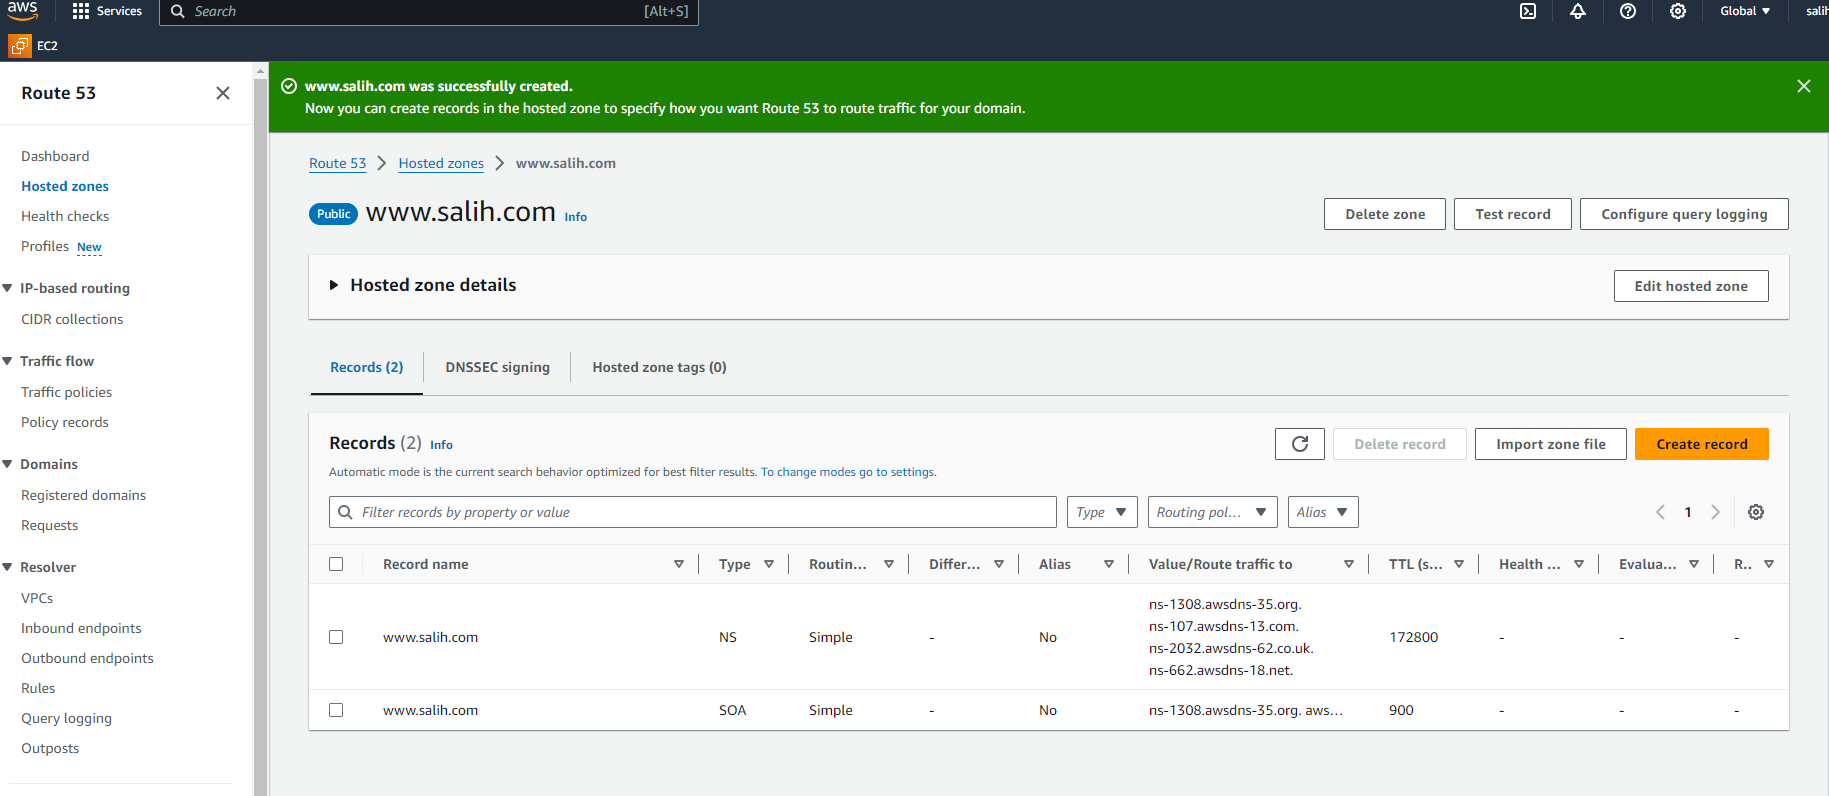 aws
Services
Search
[Alt+S]
Global
salih
EC2
Route 53
Dashboard
Hosted zones
Health checks
Profiles New
IP-based routing
CIDR collections
Traffic flow
Traffic policies
Policy records
Domains
Registered domains
Requests
Resolver
VPCs
Inbound endpoints
Outbound endpoints
Rules
Query logging
Outposts
www.salih.com was successfully created.
Now you can create records in the hosted zone to specify how you want Route 53 to route traffic for your domain.
Route 53 > Hosted zones > www.salih.com
Public www.salih.com Info
Delete zone
Test record
Configure query logging
Hosted zone details
Edit hosted zone
Records (2)
DNSSEC signing
Hosted zone tags (0)
Records (2) Info
Delete record
Import zone file
Create record
Automatic mode is the current search behavior optimized for best filter results. To change modes go to settings.
Filter records by property or value
Type
Routing pol...
Alias
1
Record name Type Routin... Differ... Alias Value/Route traffic to TTL (s... Health ... Evalua... R..
www.salih.com NS Simple - No
ns-1308.awsdns-35.org.
ns-107.awsdns-13.com.
ns-2032.awsdns-62.co.uk.
ns-662.awsdns-18.net.
172800 - - -
www.salih.com SOA Simple - No ns-1308.awsdns-35.org. aws... 900 - - -